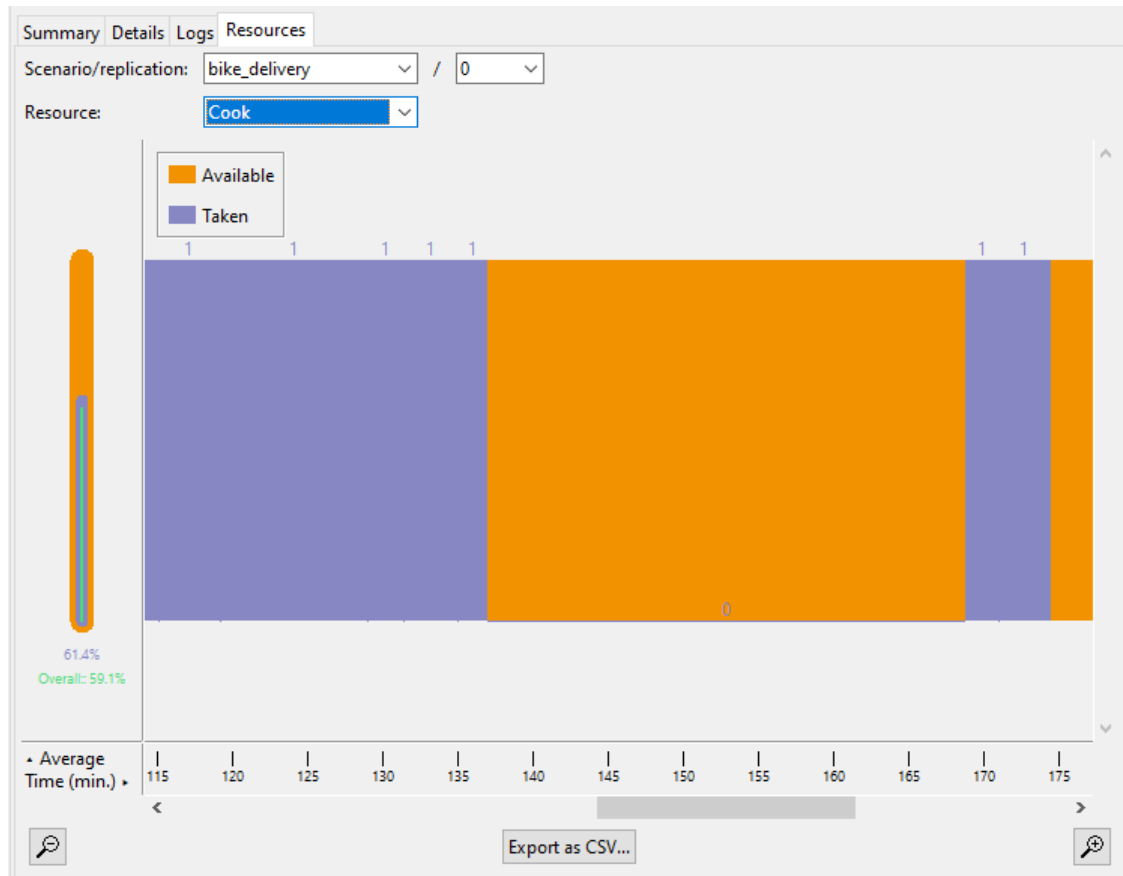 Summary Details Logs Resources
Scenario/replication: bike_delivery / 0
Resource: Cook
Available
Taken
1 1 1 1 1 1 1
0
61.4%
Overall:: 59.1%
Average
Time (min.)
115 120 125 130 135 140 145 150 155 160 165 170 175
Export as CSV...